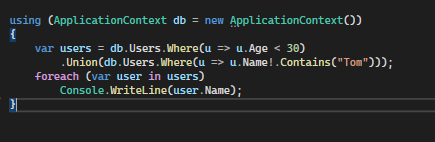 using (ApplicationContext db = new ApplicationContext())
{
    var users = db.Users.Where(u => u.Age < 30)
        .Union(db.Users.Where(u => u.Name!.Contains("Tom")));
    foreach (var user in users)
        Console.WriteLine(user.Name);
}